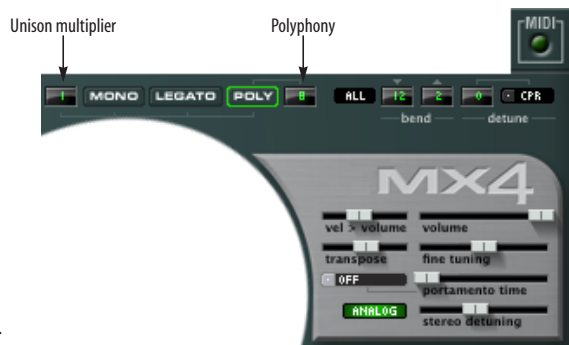 Unison multiplier
Polyphony
MIDI
1 MONO LEGATO POLY 8 ALL 12 2 0 CPR
bend detune
MX4
vel > volume volume
transpose fine tuning
OFF
portamento time
ANALOG
stereo detuning